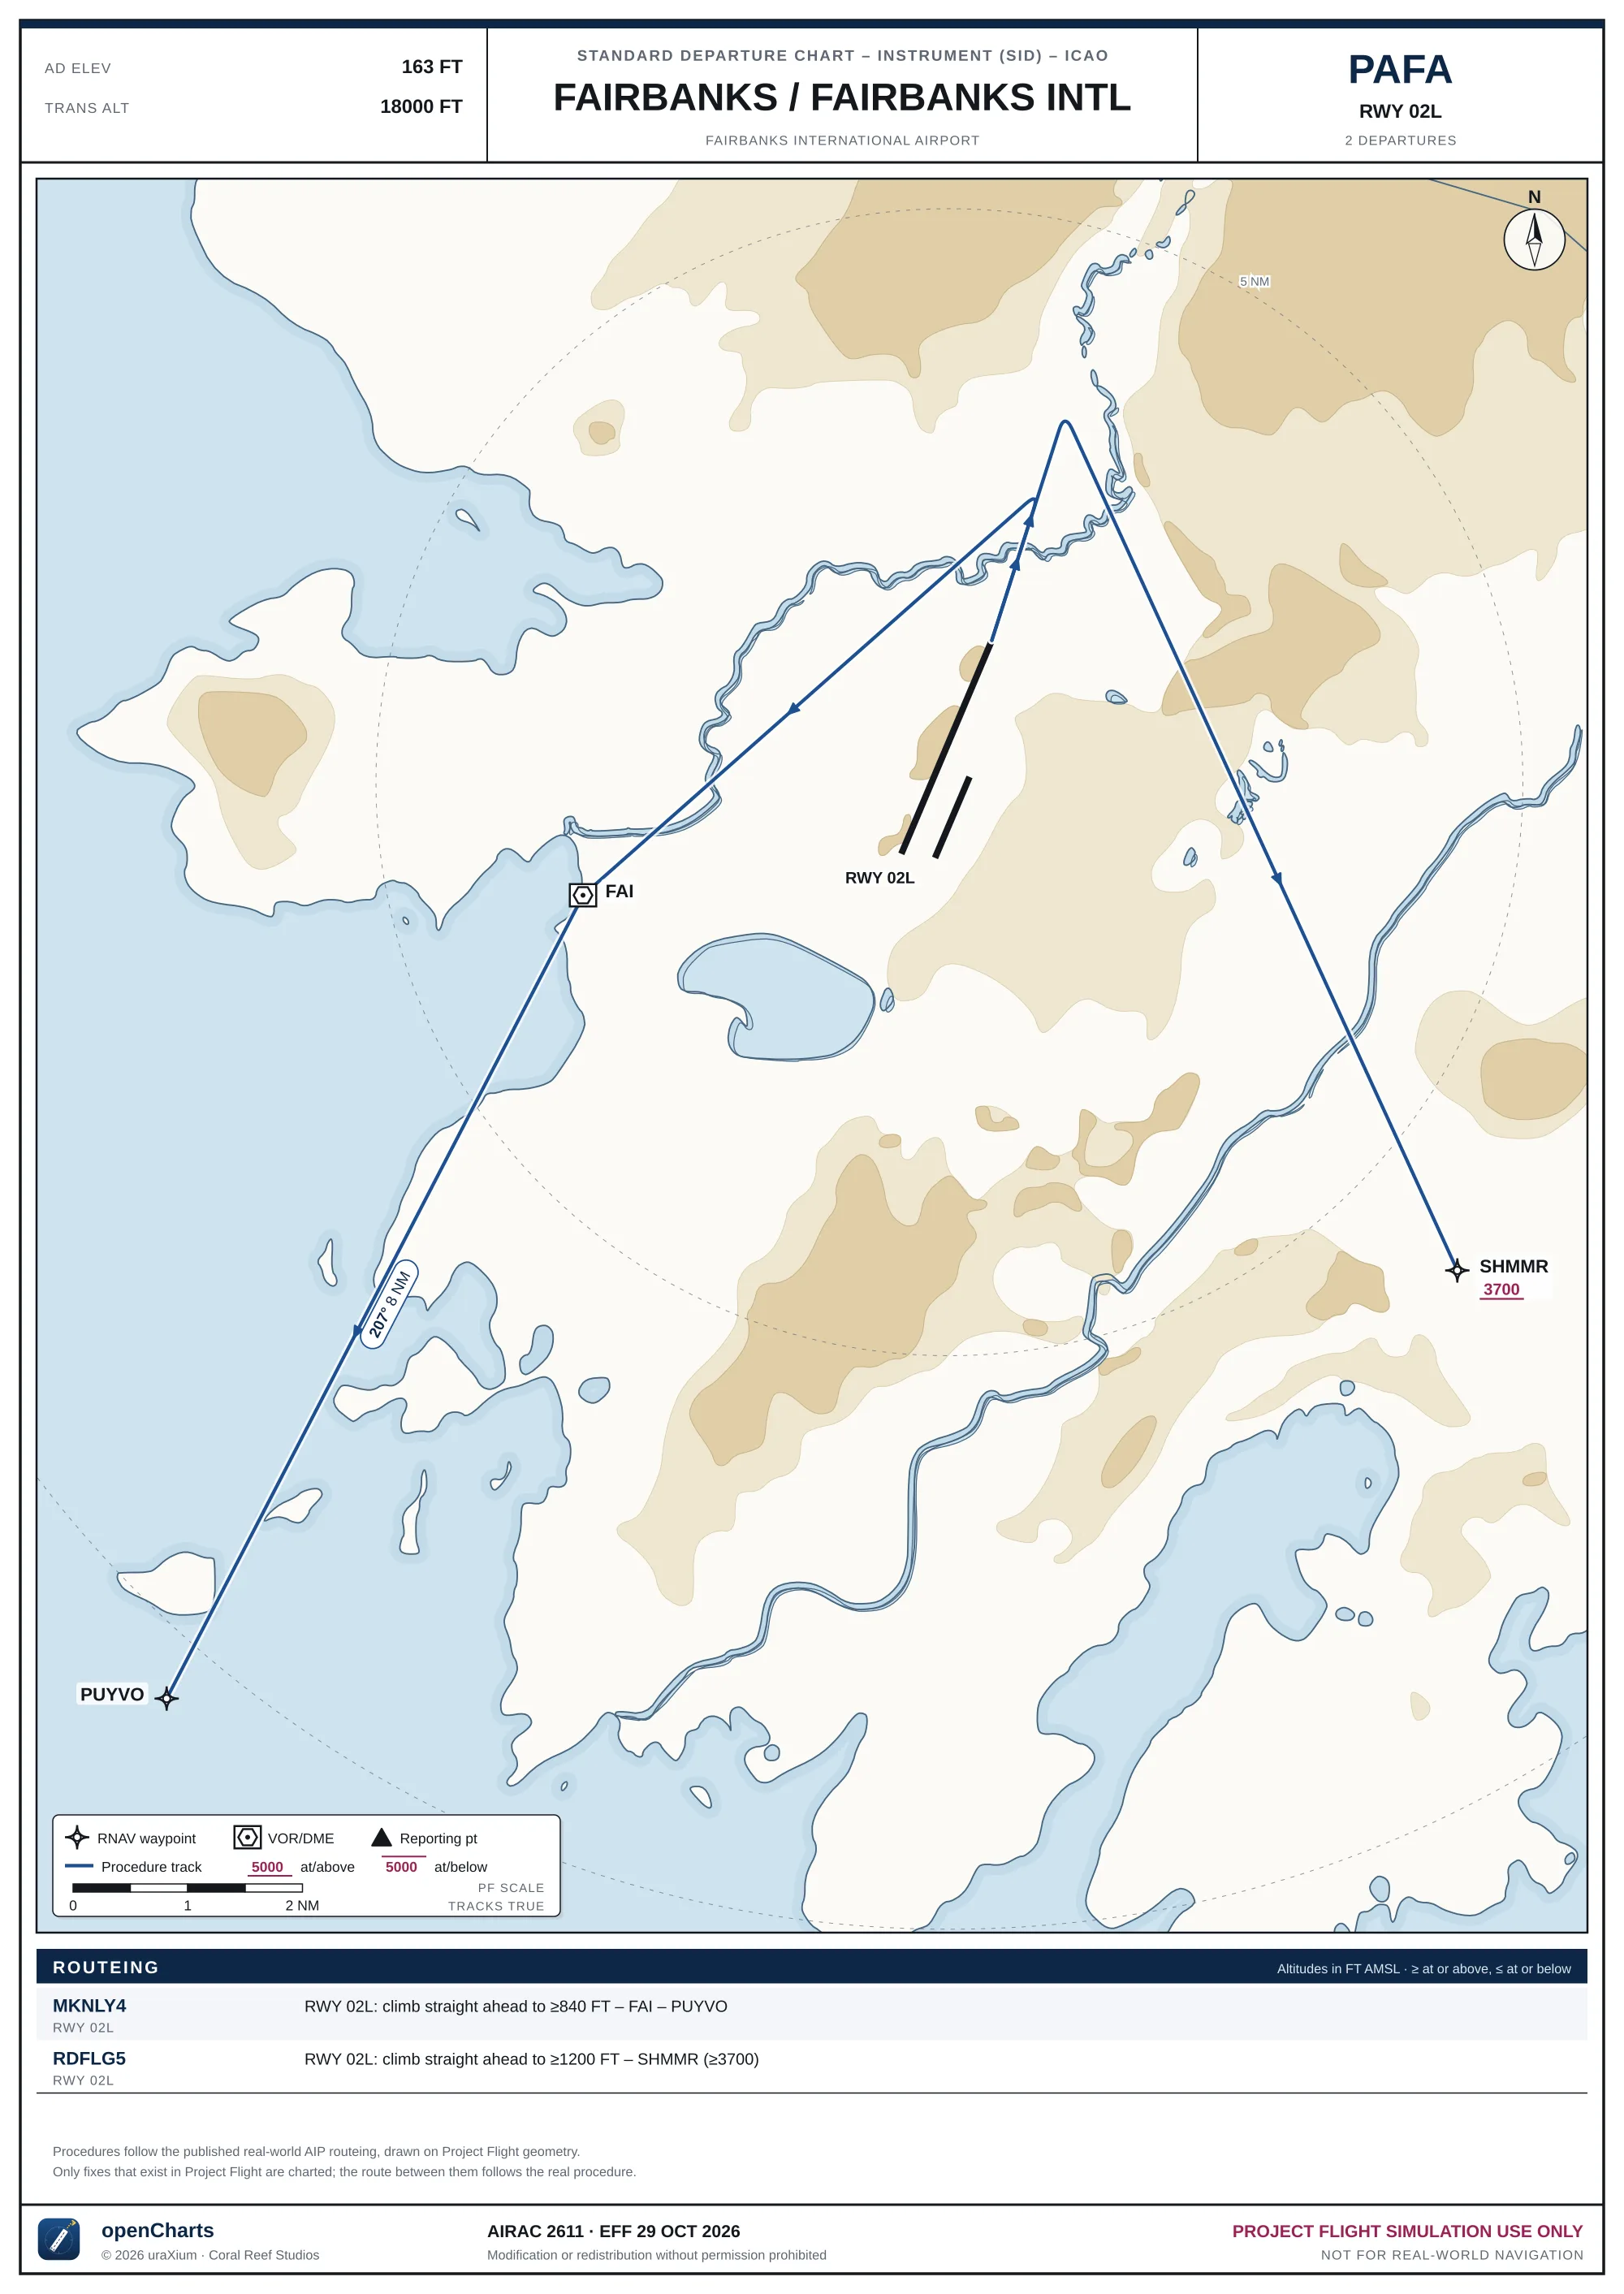 AD ELEV 163 FT
TRANS ALT 18000 FT
STANDARD DEPARTURE CHART – INSTRUMENT (SID) – ICAO
FAIRBANKS / FAIRBANKS INTL
FAIRBANKS INTERNATIONAL AIRPORT
PAFA
RWY 02L
2 DEPARTURES
N
5 NM
RWY 02L
FAI
SHMMR
3700
207° 8 NM
PUYVO
RNAV waypoint VOR/DME Reporting pt
Procedure track 5000 at/above 5000 at/below
PF SCALE
0 1 2 NM TRACKS TRUE
ROUTEING Altitudes in FT AMSL · ≥ at or above, ≤ at or below
MKNLY4 RWY 02L: climb straight ahead to ≥840 FT – FAI – PUYVO
RWY 02L
RDFLG5 RWY 02L: climb straight ahead to ≥1200 FT – SHMMR (≥3700)
RWY 02L
Procedures follow the published real-world AIP routeing, drawn on Project Flight geometry.
Only fixes that exist in Project Flight are charted; the route between them follows the real procedure.
openCharts AIRAC 2611 · EFF 29 OCT 2026 PROJECT FLIGHT SIMULATION USE ONLY
© 2026 uraXium · Coral Reef Studios Modification or redistribution without permission prohibited NOT FOR REAL-WORLD NAVIGATION